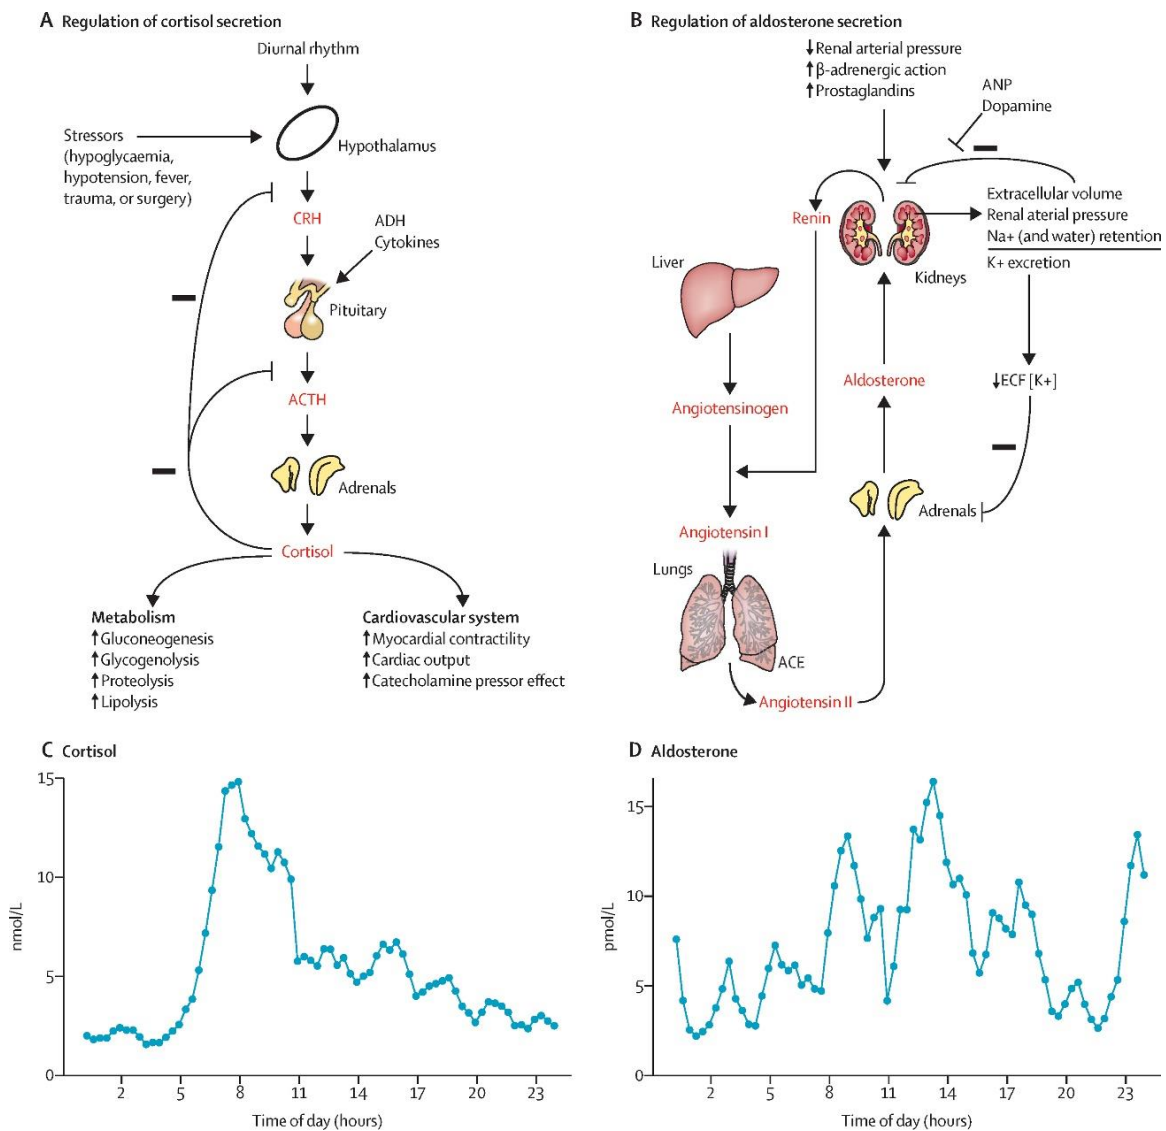 A Regulation of cortisol secretion
Diurnal rhythm
Stressors
(hypoglycaemia,
hypotension, fever,
trauma, or surgery)
Hypothalamus
CRH
ADH
Cytokines
Pituitary
ACTH
Adrenals
Cortisol
Metabolism
↑Gluconeogenesis
↑Glycogenolysis
↑Proteolysis
↑Lipolysis
Cardiovascular system
↑Myocardial contractility
↑Cardiac output
↑Catecholamine pressor effect
B Regulation of aldosterone secretion
↓Renal arterial pressure
↑β-adrenergic action
↑Prostaglandins
ANP
Dopamine
Renin
Extracellular volume
Renal aterial pressure
Na+ (and water) retention
K+ excretion
Kidneys
Liver
Angiotensinogen
Aldosterone
↓ECF [K+]
Adrenals
Angiotensin I
Lungs
ACE
Angiotensin II
C Cortisol
15
10
5
0
nmol/L
2 5 8 11 14 17 20 23
Time of day (hours)
D Aldosterone
15
10
5
0
pmol/L
2 5 8 11 14 17 20 23
Time of day (hours)